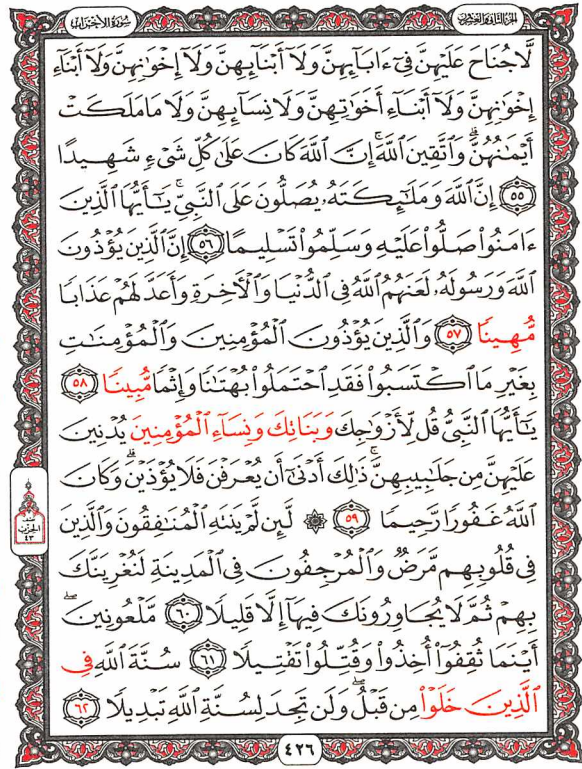 الجزء الثاني والعشرون
سورة الأحزاب
لَّا جُنَاحَ عَلَيْهِنَّ فِىٓ ءَابَآئِهِنَّ وَلَآ أَبْنَآئِهِنَّ وَلَآ إِخْوَٰنِهِنَّ وَلَآ أَبْنَآءِ
إِخْوَٰنِهِنَّ وَلَآ أَبْنَآءِ أَخَوَٰتِهِنَّ وَلَا نِسَآئِهِنَّ وَلَا مَا مَلَكَتْ
أَيْمَٰنُهُنَّ ۗ وَٱتَّقِينَ ٱللَّهَ ۚ إِنَّ ٱللَّهَ كَانَ عَلَىٰ كُلِّ شَىْءٍ شَهِيدًا
٥٥ إِنَّ ٱللَّهَ وَمَلَٰٓئِكَتَهُۥ يُصَلُّونَ عَلَى ٱلنَّبِىِّ ۚ يَٰٓأَيُّهَا ٱلَّذِينَ
ءَامَنُوا۟ صَلُّوا۟ عَلَيْهِ وَسَلِّمُوا۟ تَسْلِيمًا ٥٦ إِنَّ ٱلَّذِينَ يُؤْذُونَ
ٱللَّهَ وَرَسُولَهُۥ لَعَنَهُمُ ٱللَّهُ فِى ٱلدُّنْيَا وَٱلْءَاخِرَةِ وَأَعَدَّ لَهُمْ عَذَابًا
مُّهِينًا ٥٧ وَٱلَّذِينَ يُؤْذُونَ ٱلْمُؤْمِنِينَ وَٱلْمُؤْمِنَٰتِ
بِغَيْرِ مَا ٱكْتَسَبُوا۟ فَقَدِ ٱحْتَمَلُوا۟ بُهْتَٰنًا وَإِثْمًا مُّبِينًا ٥٨
يَٰٓأَيُّهَا ٱلنَّبِىُّ قُل لِّأَزْوَٰجِكَ وَبَنَاتِكَ وَنِسَآءِ ٱلْمُؤْمِنِينَ يُدْنِينَ
عَلَيْهِنَّ مِن جَلَٰبِيبِهِنَّ ۚ ذَٰلِكَ أَدْنَىٰٓ أَن يُعْرَفْنَ فَلَا يُؤْذَيْنَ ۗ وَكَانَ
ٱللَّهُ غَفُورًا رَّحِيمًا ٥٩ ۞ لَّئِن لَّمْ يَنتَهِ ٱلْمُنَٰفِقُونَ وَٱلَّذِينَ
فِى قُلُوبِهِم مَّرَضٌ وَٱلْمُرْجِفُونَ فِى ٱلْمَدِينَةِ لَنُغْرِيَنَّكَ
بِهِمْ ثُمَّ لَا يُجَاوِرُونَكَ فِيهَآ إِلَّا قَلِيلًا ٦٠ مَّلْعُونِينَ ۖ
أَيْنَمَا ثُقِفُوٓا۟ أُخِذُوا۟ وَقُتِّلُوا۟ تَقْتِيلًا ٦١ سُنَّةَ ٱللَّهِ فِى
ٱلَّذِينَ خَلَوْا۟ مِن قَبْلُ ۖ وَلَن تَجِدَ لِسُنَّةِ ٱللَّهِ تَبْدِيلًا ٦٢
نصف
الحزب
٤٣
٤٢٦